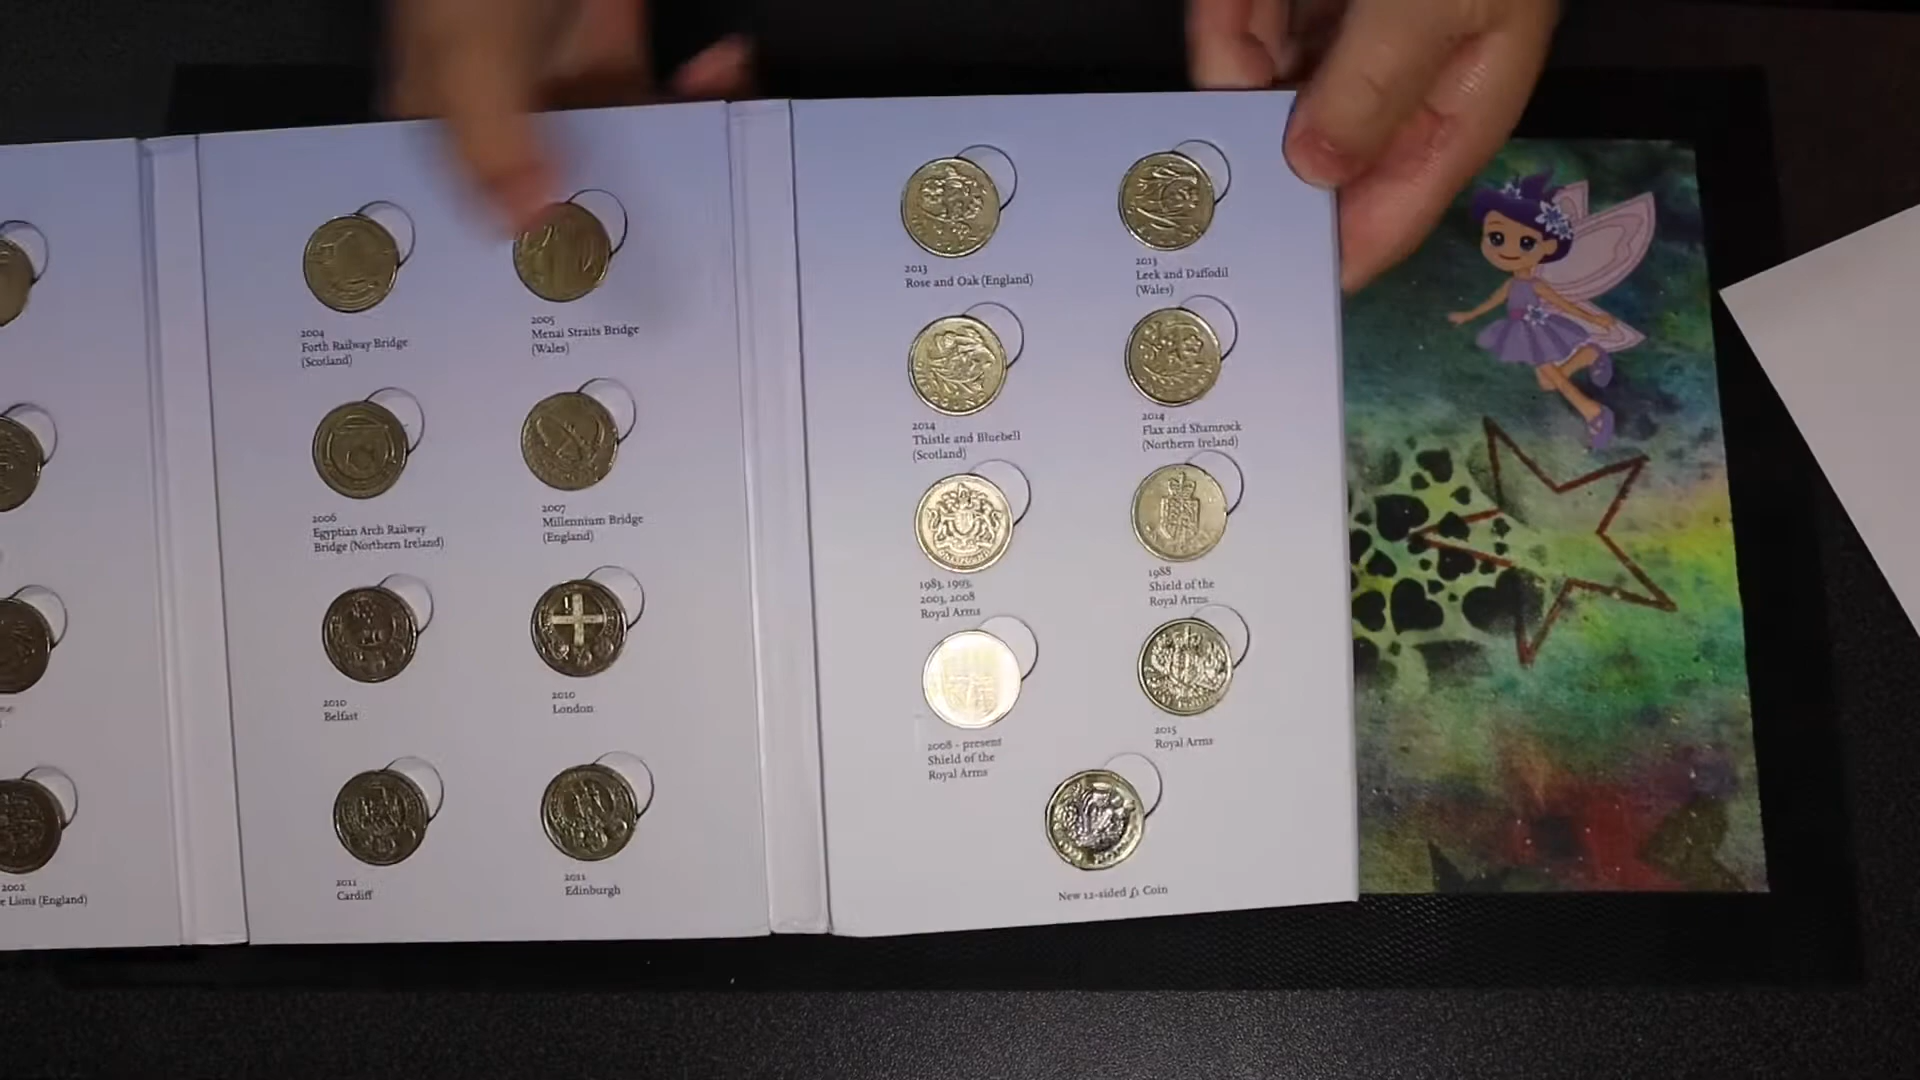 2002
e Lions (England)
2004
Forth Railway Bridge
(Scotland)
2005
Menai Straits Bridge
(Wales)
2006
Egyptian Arch Railway
Bridge (Northern Ireland)
2007
Millennium Bridge
(England)
2010
Belfast
2010
London
2011
Cardiff
2011
Edinburgh
2013
Rose and Oak (England)
2013
Leek and Daffodil
(Wales)
2014
Thistle and Bluebell
(Scotland)
2014
Flax and Shamrock
(Northern Ireland)
1983, 1993,
2003, 2008
Royal Arms
1988
Shield of the
Royal Arms
2008 - present
Shield of the
Royal Arms
2015
Royal Arms
New 12-sided £1 Coin